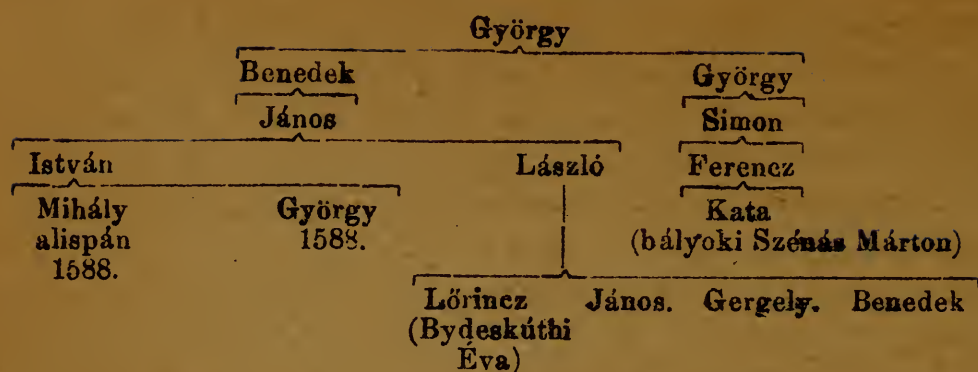 György
Benedek György
János Simon
István László Ferencz
Mihály György Kata
alispán 1588. (bályoki Szénás Márton)
1588.
Lőrincz János. Gergely. Benedek
(Bydeskúthi
Éva)